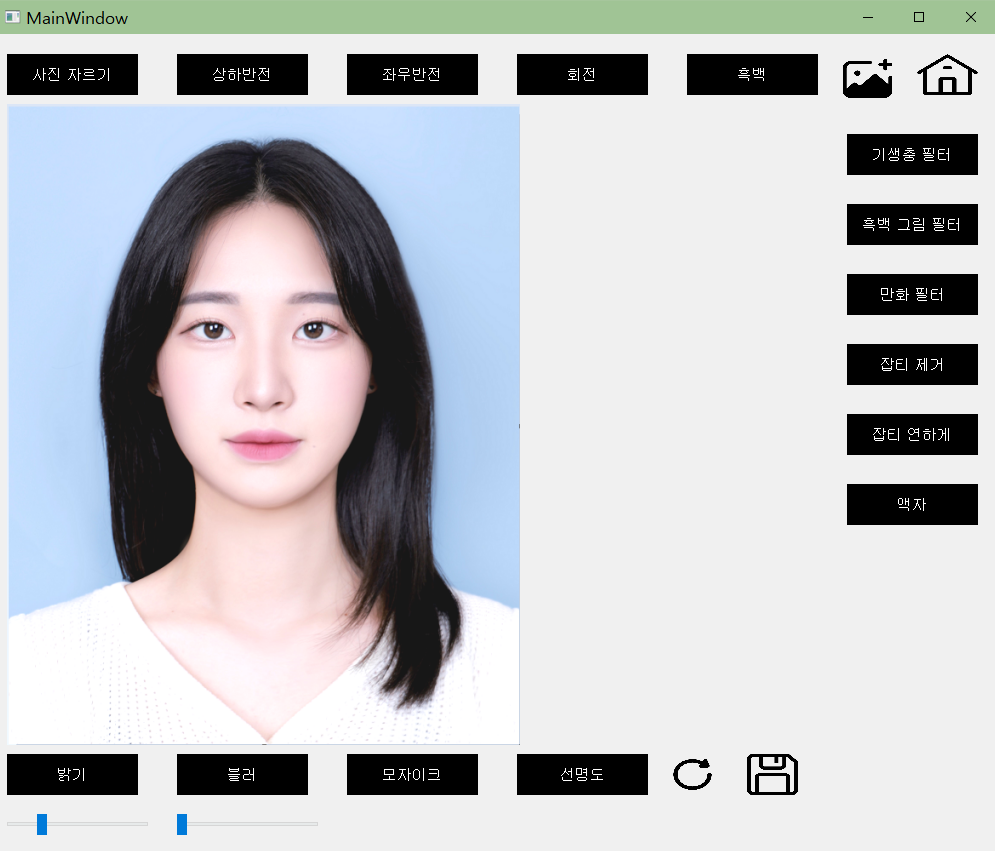 MainWindow
사진 자르기
상하반전
좌우반전
회전
흑백
기생충 필터
흑백 그림 필터
만화 필터
잡티 제거
잡티 연하게
액자
밝기
블러
모자이크
선명도